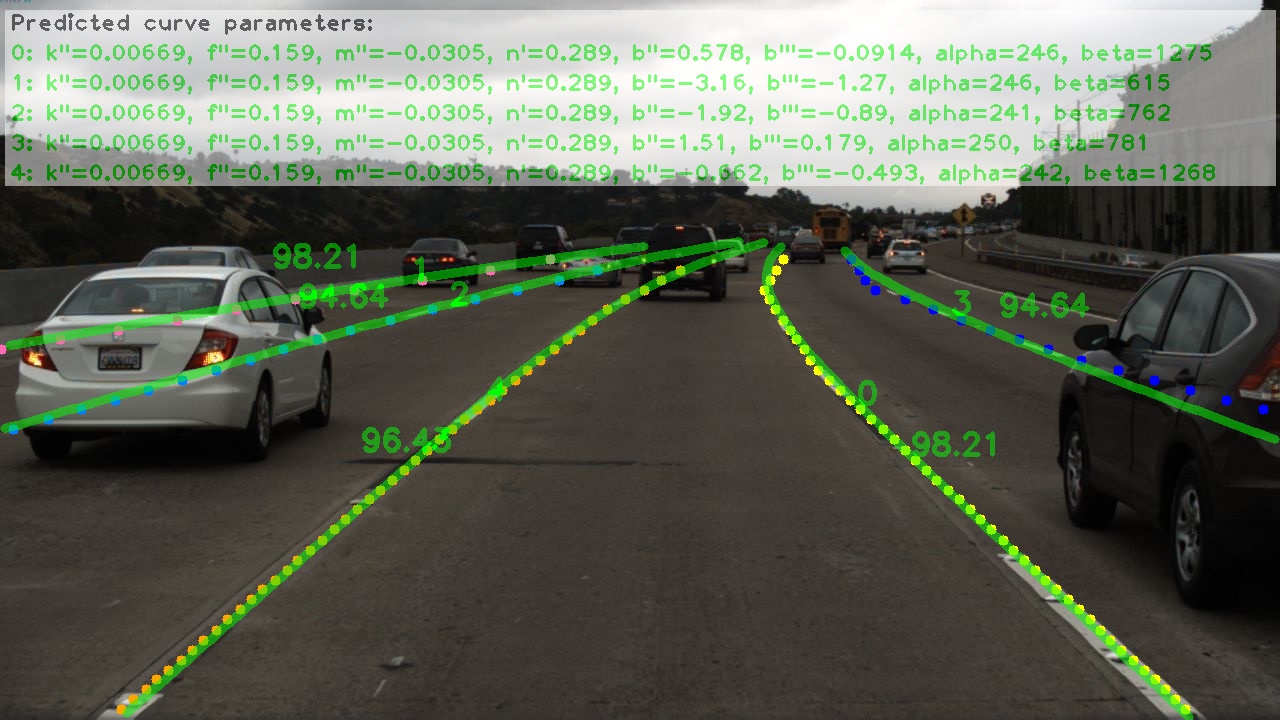 Predicted curve parameters:
0: k''=0.00669, f''=0.159, m''=−0.0305, n'=0.289, b''=0.578, b'''=−0.0914, alpha=246, beta=1275
1: k''=0.00669, f''=0.159, m''=−0.0305, n'=0.289, b''=−3.16, b'''=−1.27, alpha=246, beta=615
2: k''=0.00669, f''=0.159, m''=−0.0305, n'=0.289, b''=−1.92, b'''=−0.89, alpha=241, beta=762
3: k''=0.00669, f''=0.159, m''=−0.0305, n'=0.289, b''=1.51, b'''=0.179, alpha=250, beta=781
4: k''=0.00669, f''=0.159, m''=−0.0305, n'=0.289, b''=−0.662, b'''=−0.493, alpha=242, beta=1268
98.21
1
94.64
2
3 94.64
0
96.43
98.21